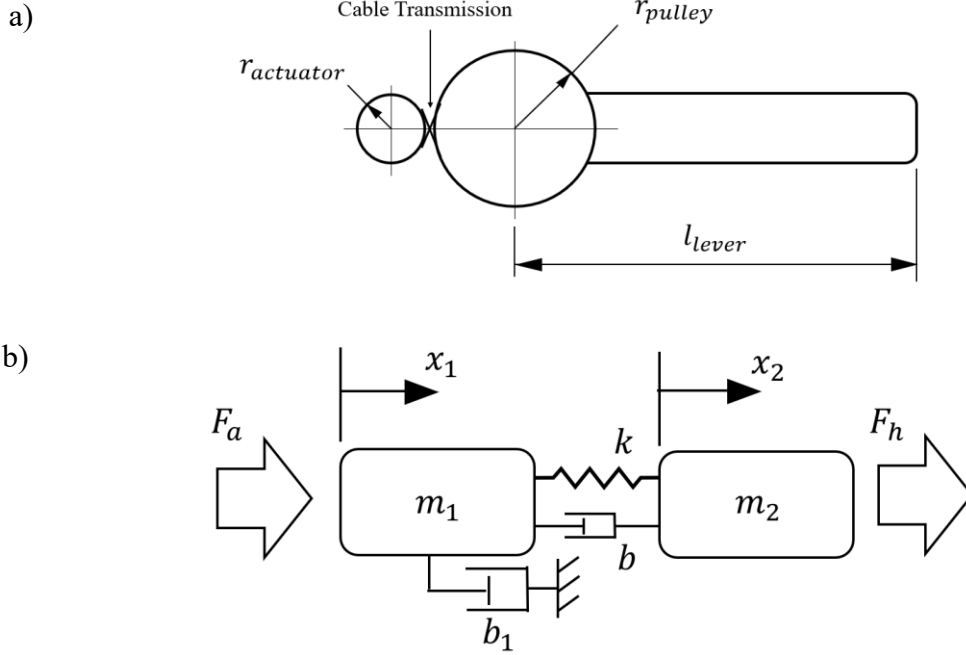 a)
Cable Transmission
r_pulley
r_actuator
l_lever
b)
x_1
x_2
F_a
F_h
k
m_1
m_2
b
b_1